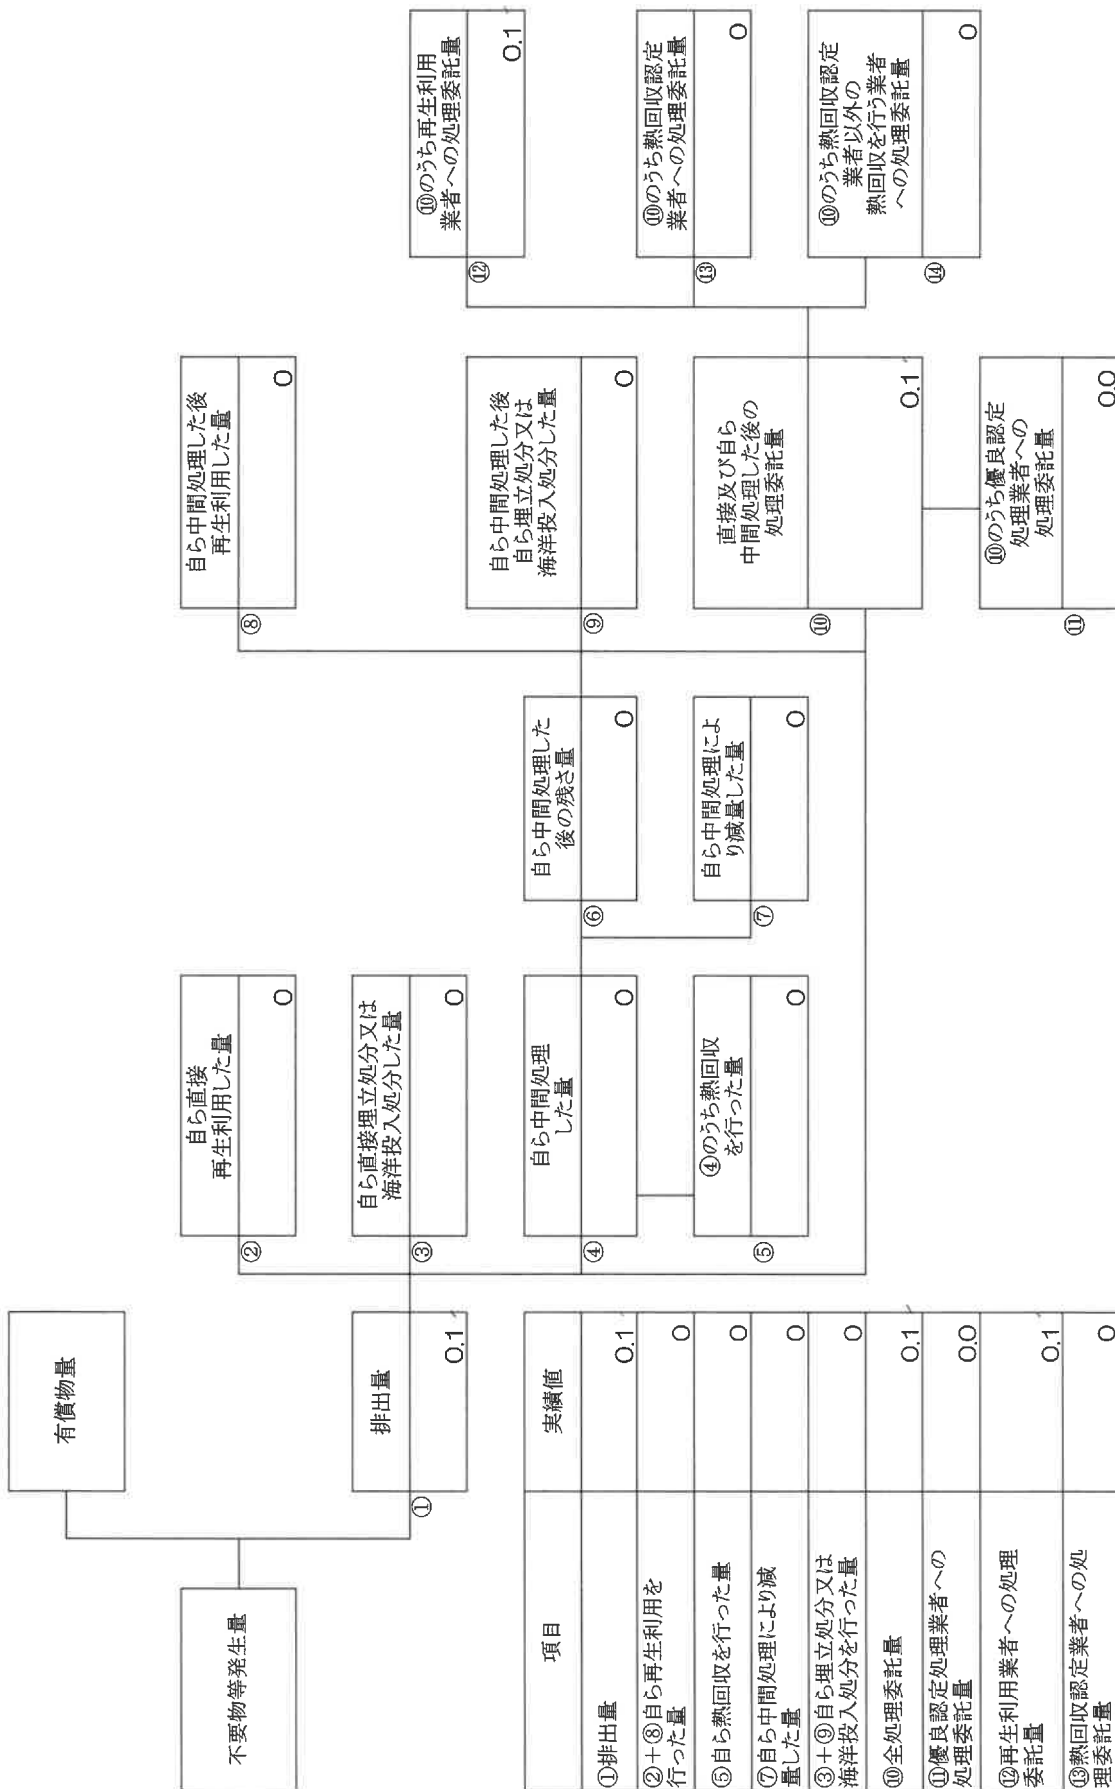 不要物等発生量
有償物量
①
排出量
0.1
②
自ら直接
再生利用した量
0
③
自ら直接埋立処分又は
海洋投入処分した量
0
④
自ら中間処理
した量
0
⑤
④のうち熱回収
を行った量
0
⑥
自ら中間処理した
後の残さ量
0
⑦
自ら中間処理によ
り減量した量
0
⑧
自ら中間処理した後
再生利用した量
0
⑨
自ら中間処理した後
自ら埋立処分又は
海洋投入処分した量
0
⑩
直接及び自ら
中間処理した後の
処理委託量
0.1
⑪
⑩のうち優良認定
処理業者への
処理委託量
0.0
⑫
⑩のうち再生利用
業者への処理委託量
0.1
⑬
⑩のうち熱回収認定
業者への処理委託量
0
⑭
⑩のうち熱回収認定
業者以外の
熱回収を行う業者
への処理委託量
0
項目 実績値
①排出量 0.1
②+⑧自ら再生利用を
行った量 0
⑤自ら熱回収を行った量 0
⑦自ら中間処理により減
量した量 0
③+⑨自ら埋立処分又は
海洋投入処分を行った量 0
⑩全処理委託量 0.1
⑪優良認定処理業者への
処理委託量 0.0
⑫再生利用業者への処理
委託量 0.1
⑬熱回収認定業者への処
理委託量 0